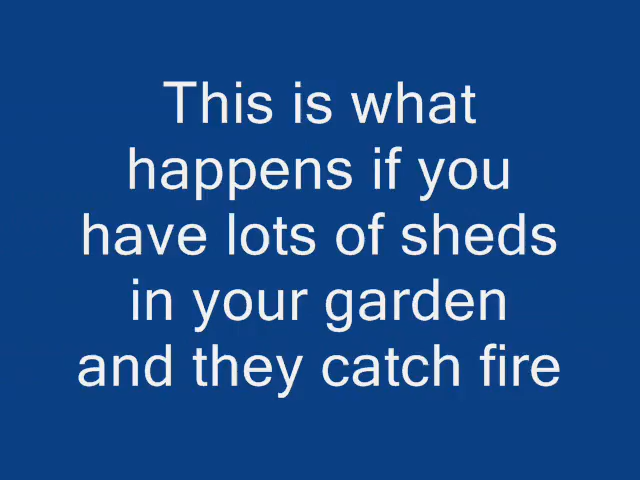 This is what
happens if you
have lots of sheds
in your garden
and they catch fire